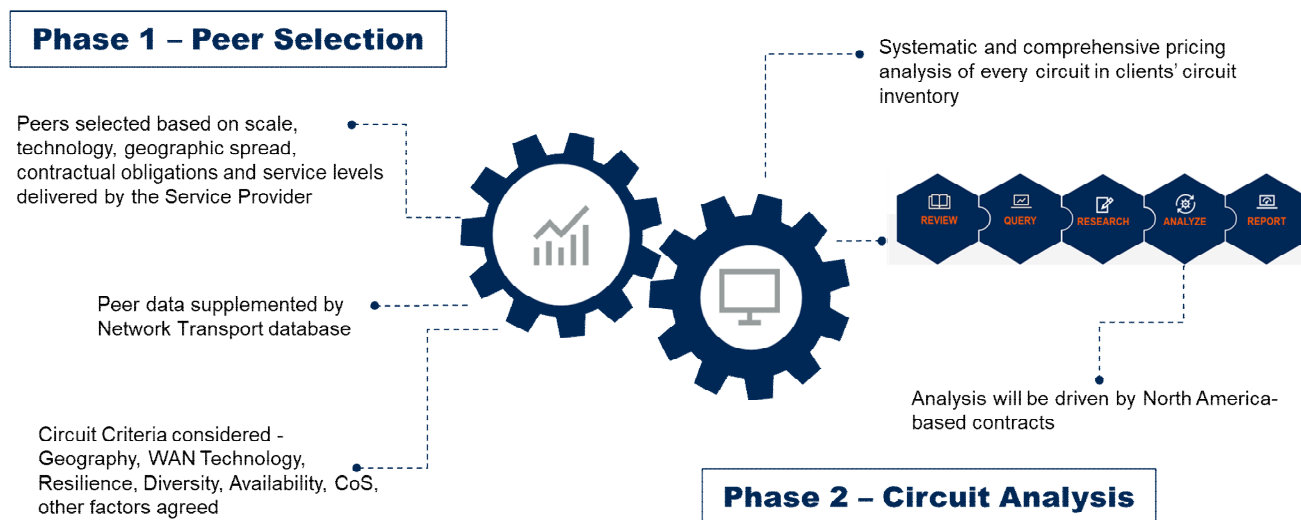 Phase 1 – Peer Selection
Peers selected based on scale,
technology, geographic spread,
contractual obligations and service levels
delivered by the Service Provider
Peer data supplemented by
Network Transport database
Circuit Criteria considered -
Geography, WAN Technology,
Resilience, Diversity, Availability, CoS,
other factors agreed
Systematic and comprehensive pricing
analysis of every circuit in clients’ circuit
inventory
REVIEW
QUERY
RESEARCH
ANALYZE
REPORT
Analysis will be driven by North America-
based contracts
Phase 2 – Circuit Analysis